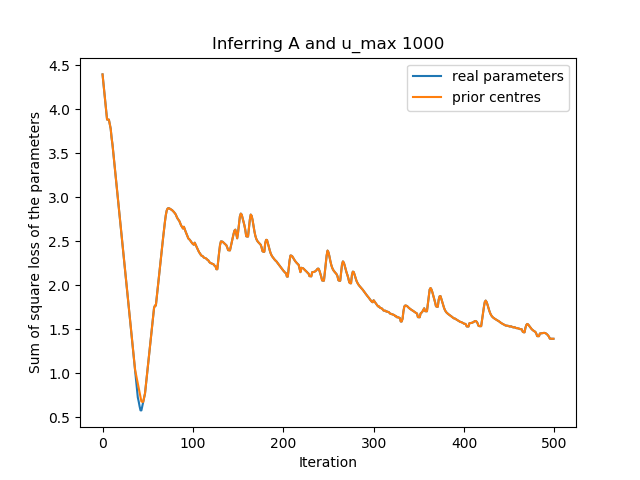 Inferring A and u_max 1000
real parameters
prior centres
Sum of square loss of the parameters
4.5
4.0
3.5
3.0
2.5
2.0
1.5
1.0
0.5
0 100 200 300 400 500
Iteration